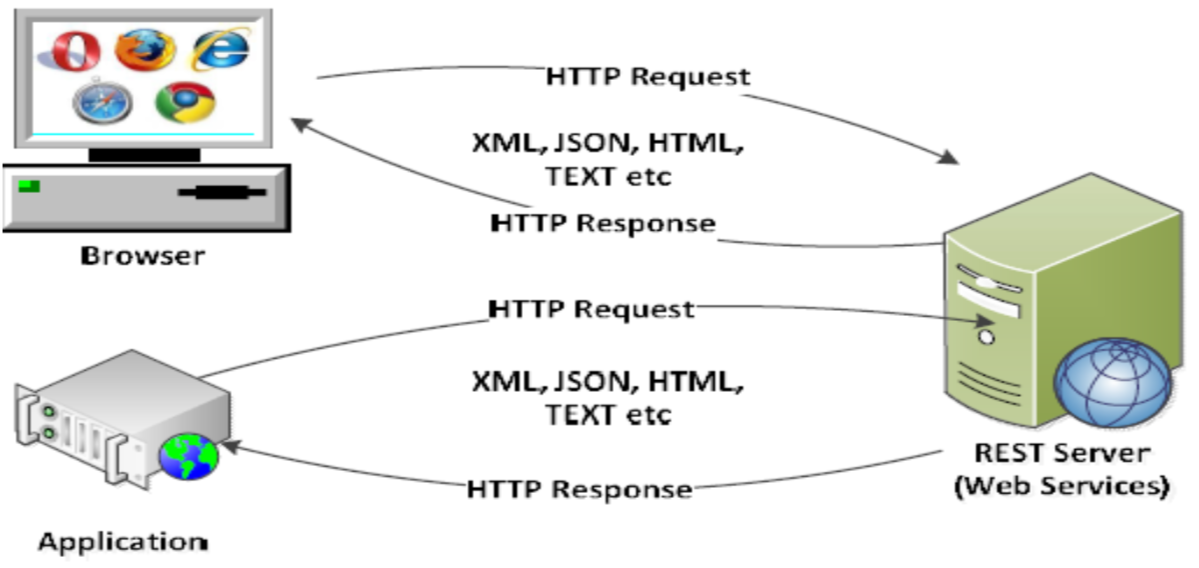 HTTP Request
XML, JSON, HTML,
TEXT etc
HTTP Response
Browser
HTTP Request
XML, JSON, HTML,
TEXT etc
HTTP Response
REST Server
(Web Services)
Application